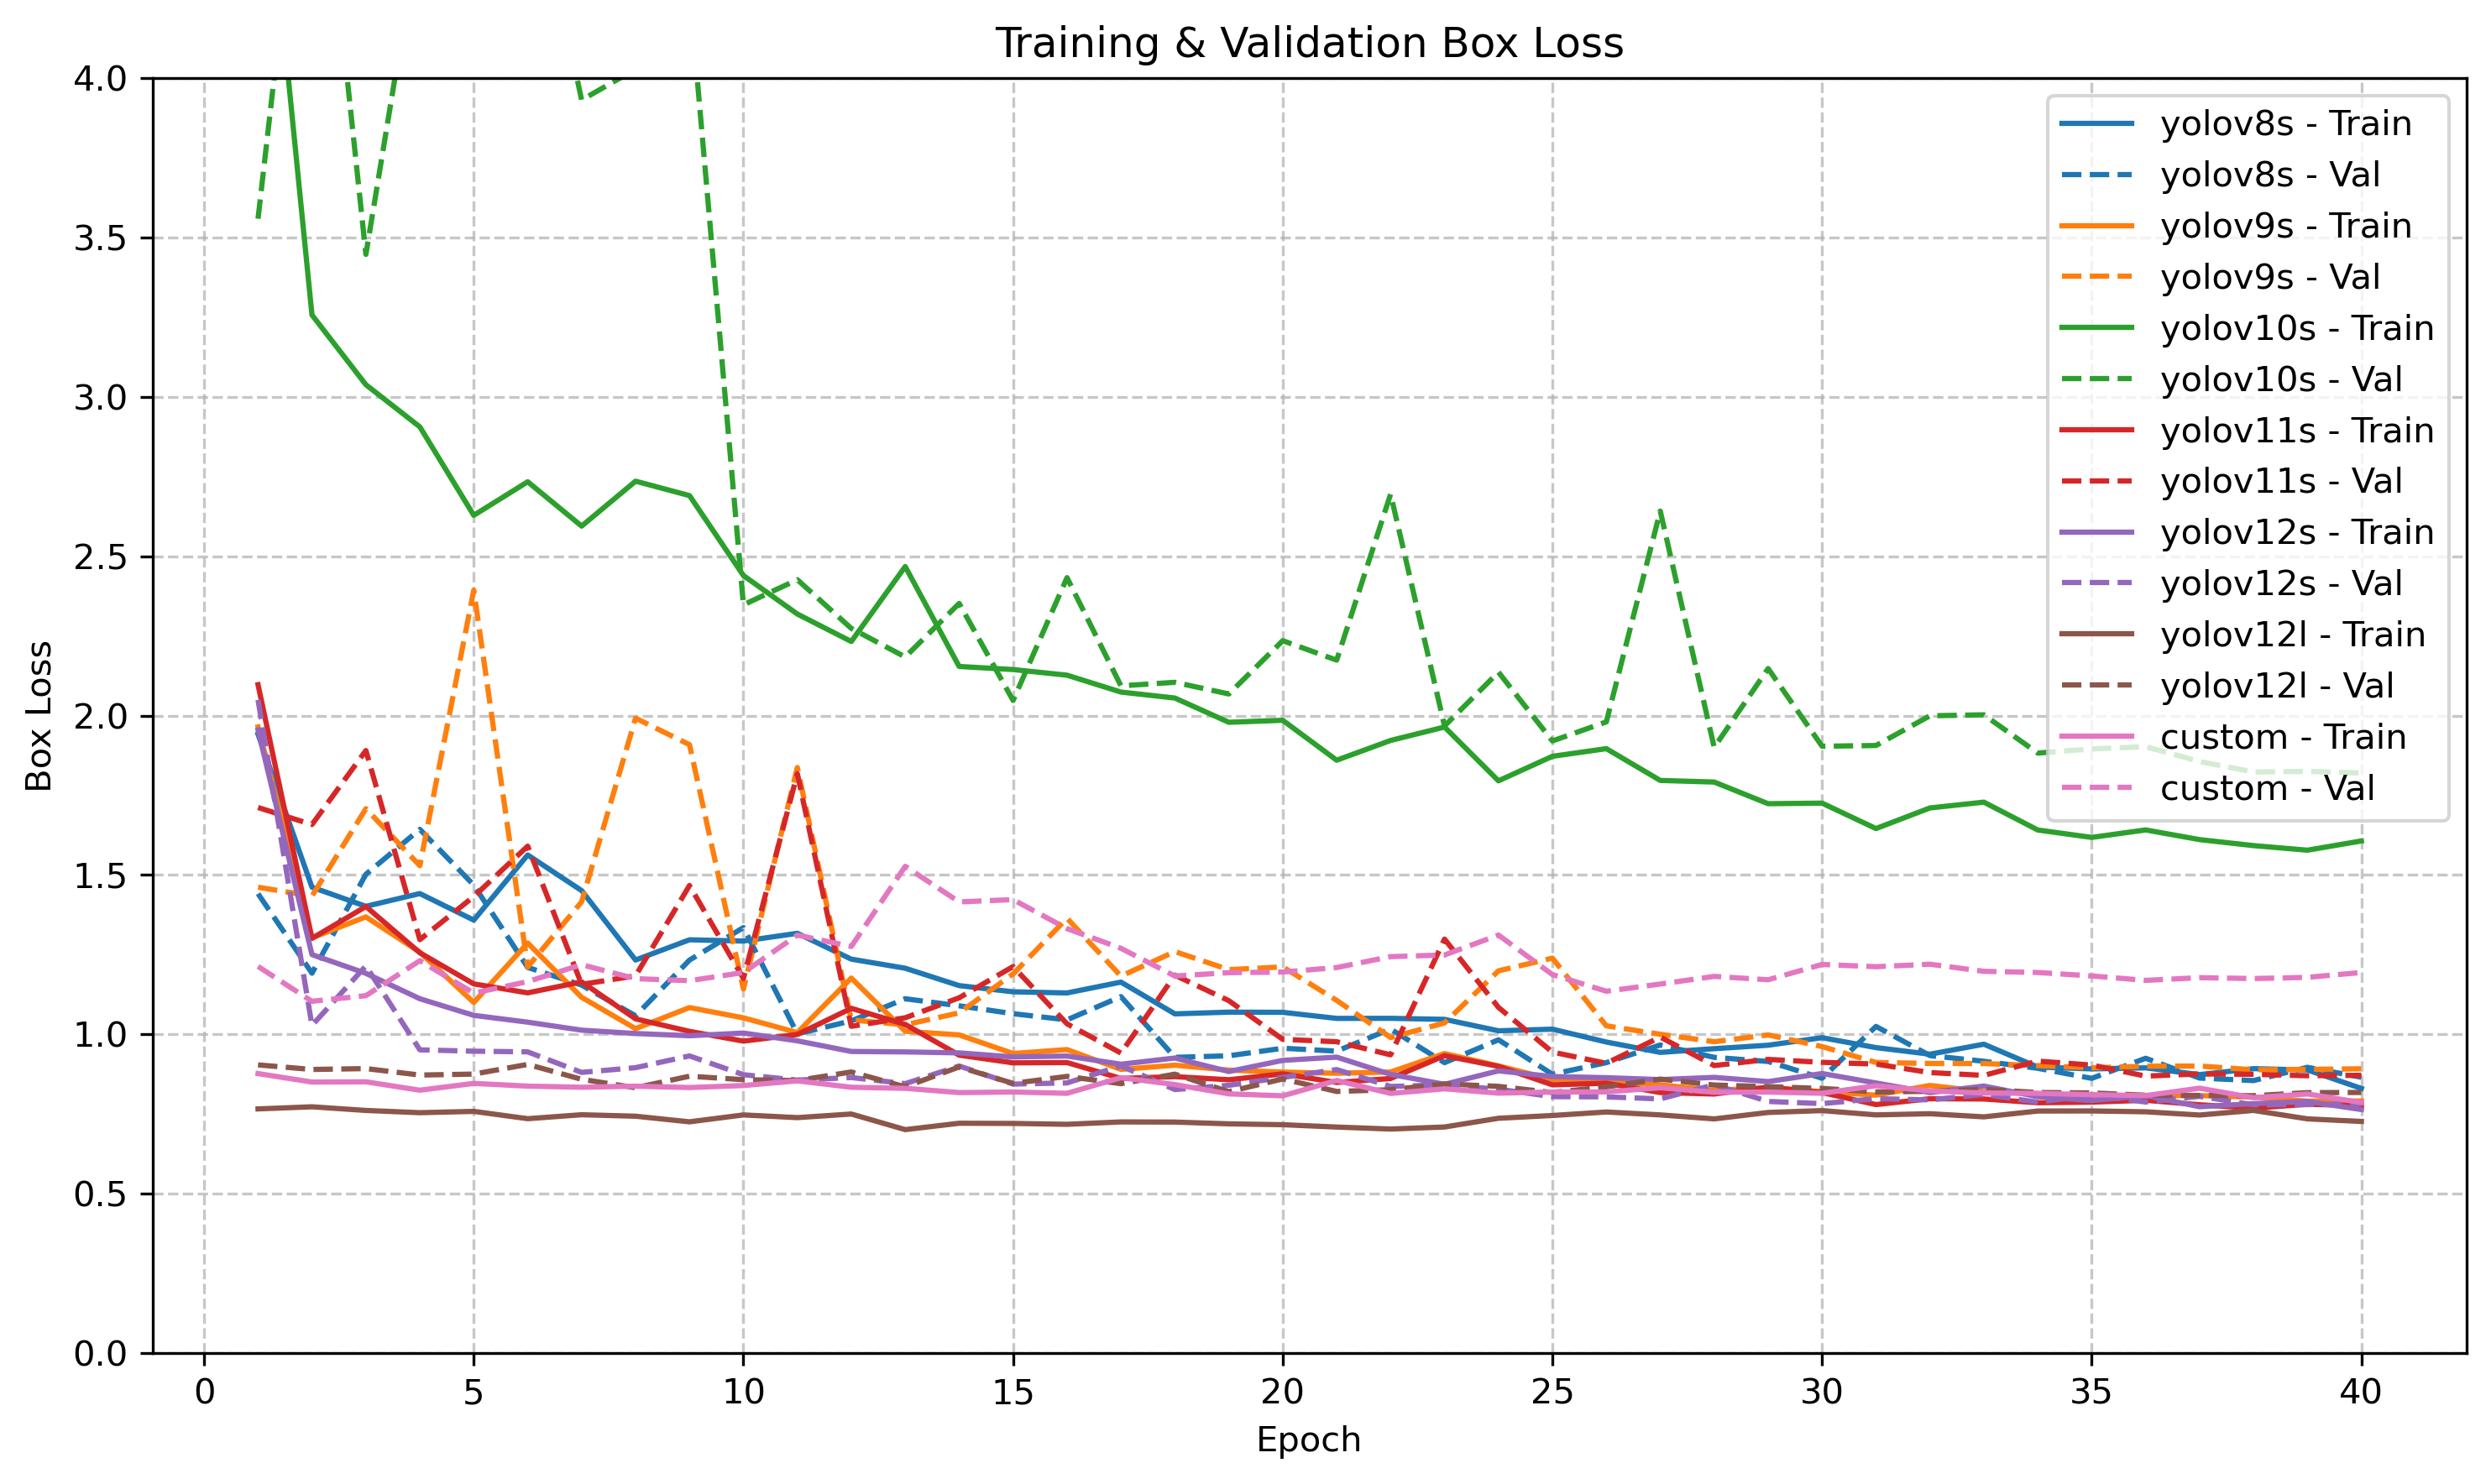 Training & Validation Box Loss
4.0
3.5
3.0
2.5
2.0
1.5
1.0
0.5
0.0
Box Loss
yolov8s - Train
yolov8s - Val
yolov9s - Train
yolov9s - Val
yolov10s - Train
yolov10s - Val
yolov11s - Train
yolov11s - Val
yolov12s - Train
yolov12s - Val
yolov12l - Train
yolov12l - Val
custom - Train
custom - Val
0 5 10 15 20 25 30 35 40
Epoch